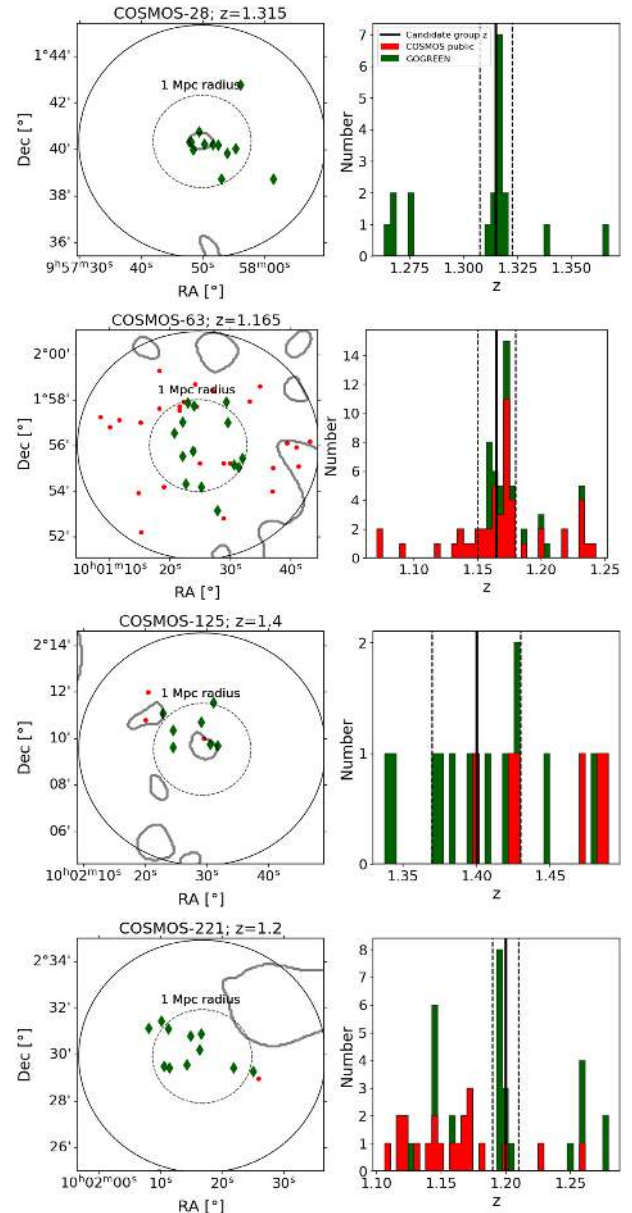 COSMOS-28; z=1.315
1°44'
42'
40'
38'
36'
Dec [°]
1 Mpc radius
9ʰ57ᵐ30ˢ 40ˢ 50ˢ 58ᵐ00ˢ
RA [°]
Candidate group z
COSMOS public
GOGREEN
7
6
5
4
3
2
1
0
Number
1.275 1.300 1.325 1.350
z
COSMOS-63; z=1.165
2°00'
1°58'
56'
54'
52'
Dec [°]
1 Mpc radius
10ʰ01ᵐ10ˢ 20ˢ 30ˢ 40ˢ
RA [°]
14
12
10
8
6
4
2
0
Number
1.10 1.15 1.20 1.25
z
COSMOS-125; z=1.4
2°14'
12'
10'
08'
06'
Dec [°]
1 Mpc radius
10ʰ02ᵐ10ˢ 20ˢ 30ˢ 40ˢ
RA [°]
2
1
0
Number
1.35 1.40 1.45
z
COSMOS-221; z=1.2
2°34'
32'
30'
28'
26'
Dec [°]
1 Mpc radius
10ʰ02ᵐ00ˢ 10ˢ 20ˢ 30ˢ
RA [°]
8
7
6
5
4
3
2
1
0
Number
1.10 1.15 1.20 1.25
z